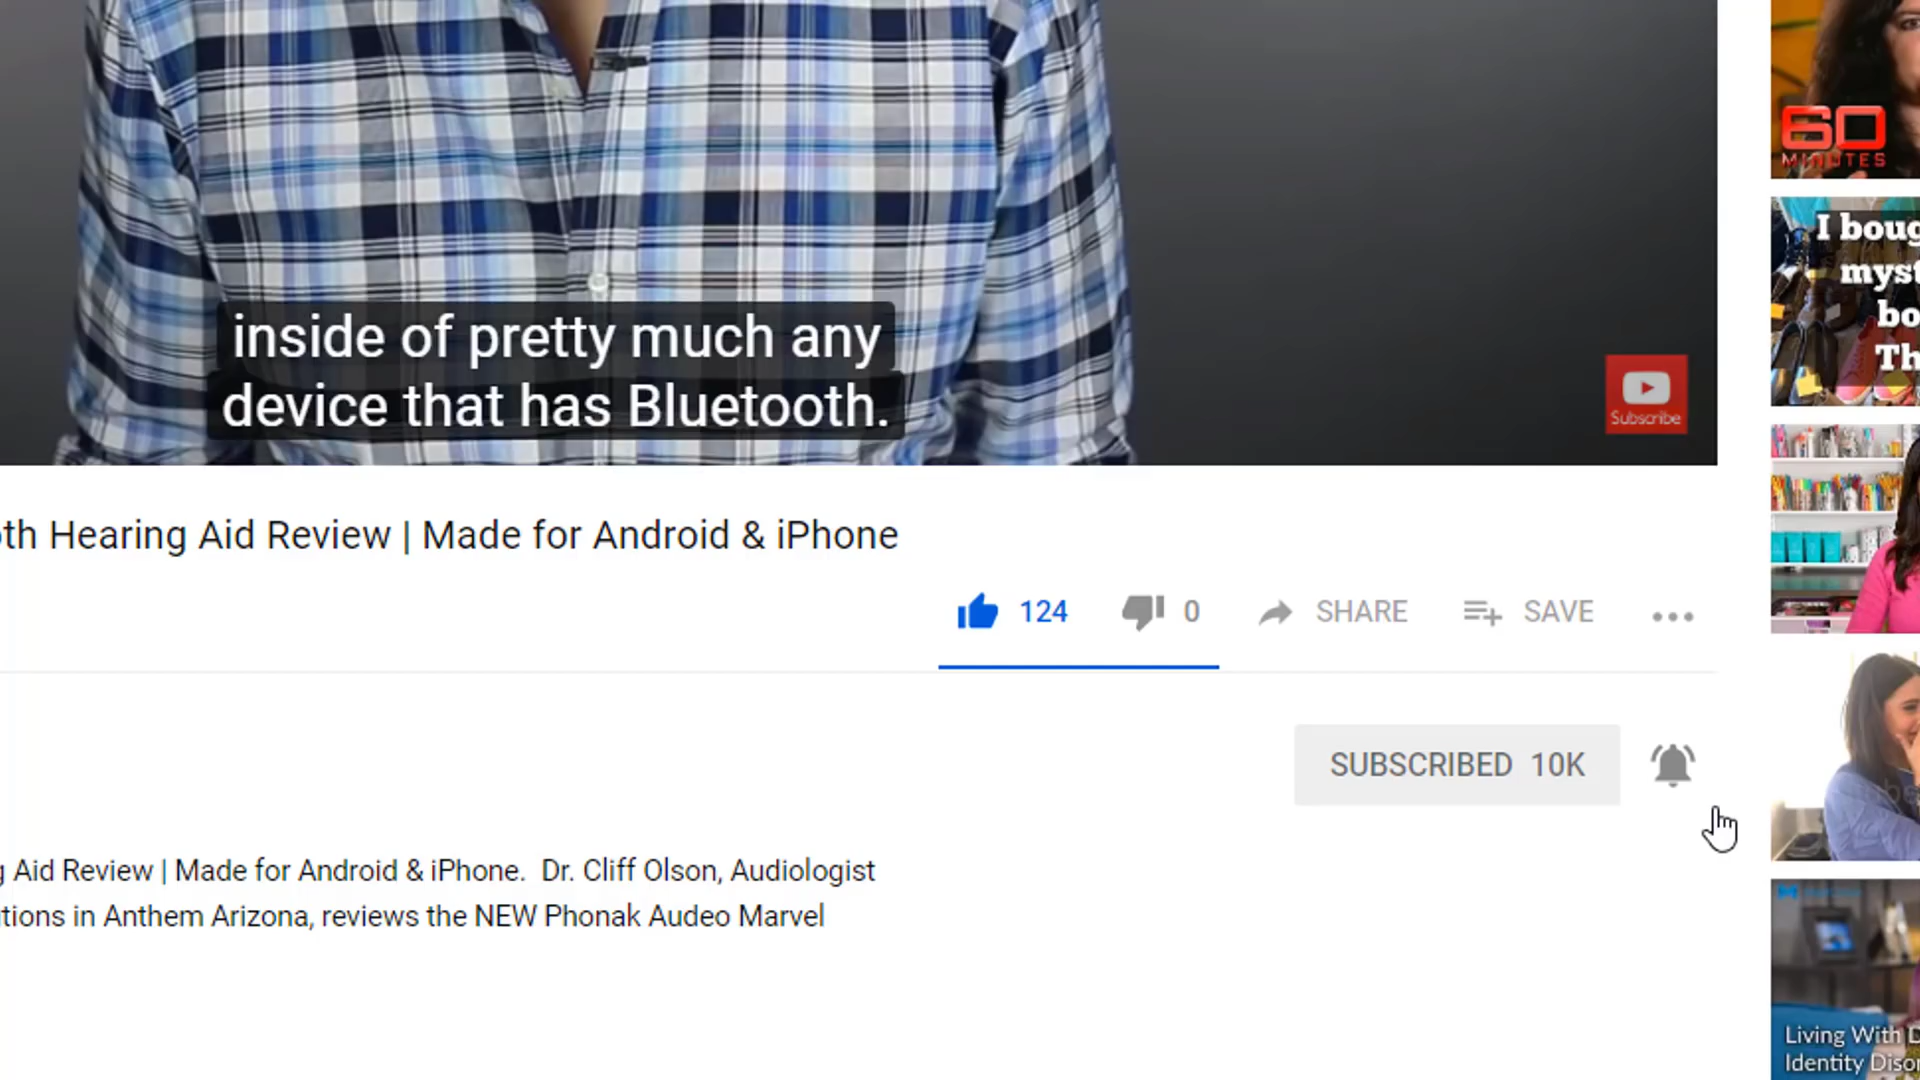 60
MINUTES
I boug
myst
bo
Th
inside of pretty much any
device that has Bluetooth.
Subscribe
oth Hearing Aid Review | Made for Android & iPhone
124
0
SHARE
SAVE
SUBSCRIBED 10K
g Aid Review | Made for Android & iPhone. Dr. Cliff Olson, Audiologist
tions in Anthem Arizona, reviews the NEW Phonak Audeo Marvel
Living With D
Identity Disor